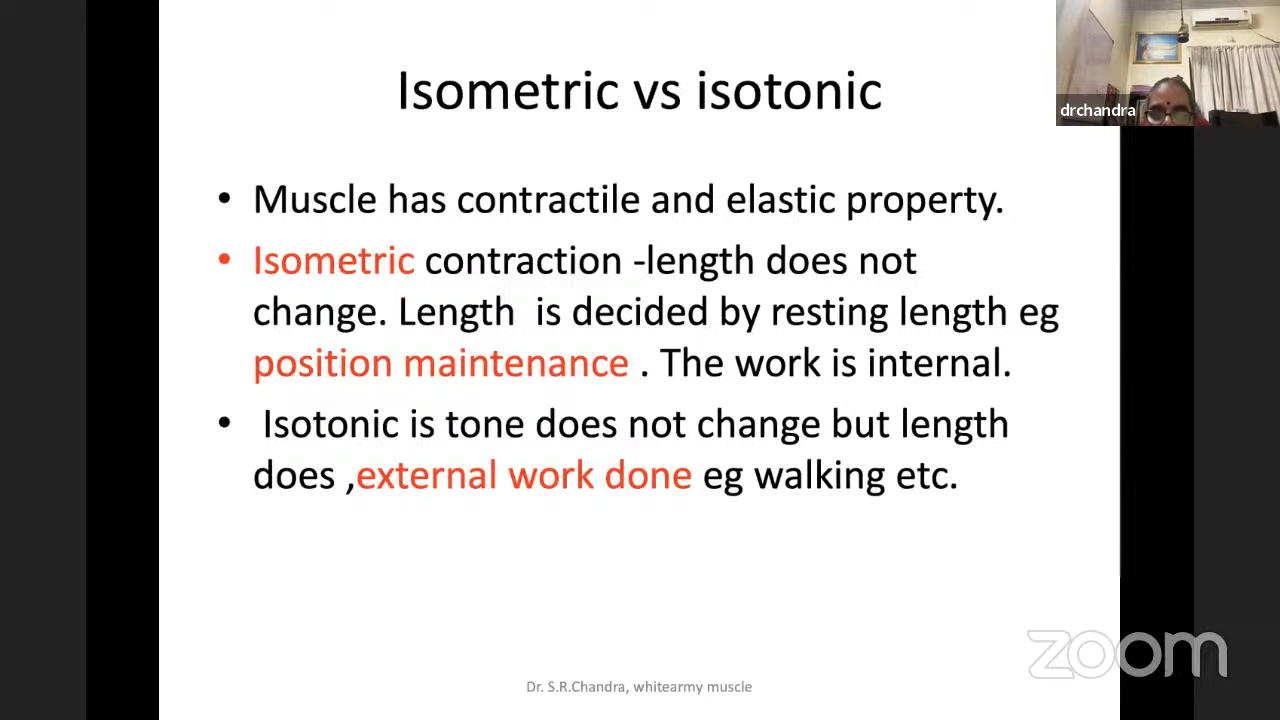 Isometric vs isotonic
drchandra
• Muscle has contractile and elastic property.
• Isometric contraction -length does not
change. Length is decided by resting length eg
position maintenance . The work is internal.
• Isotonic is tone does not change but length
does ,external work done eg walking etc.
zoom
Dr. S.R.Chandra, whitearmy muscle